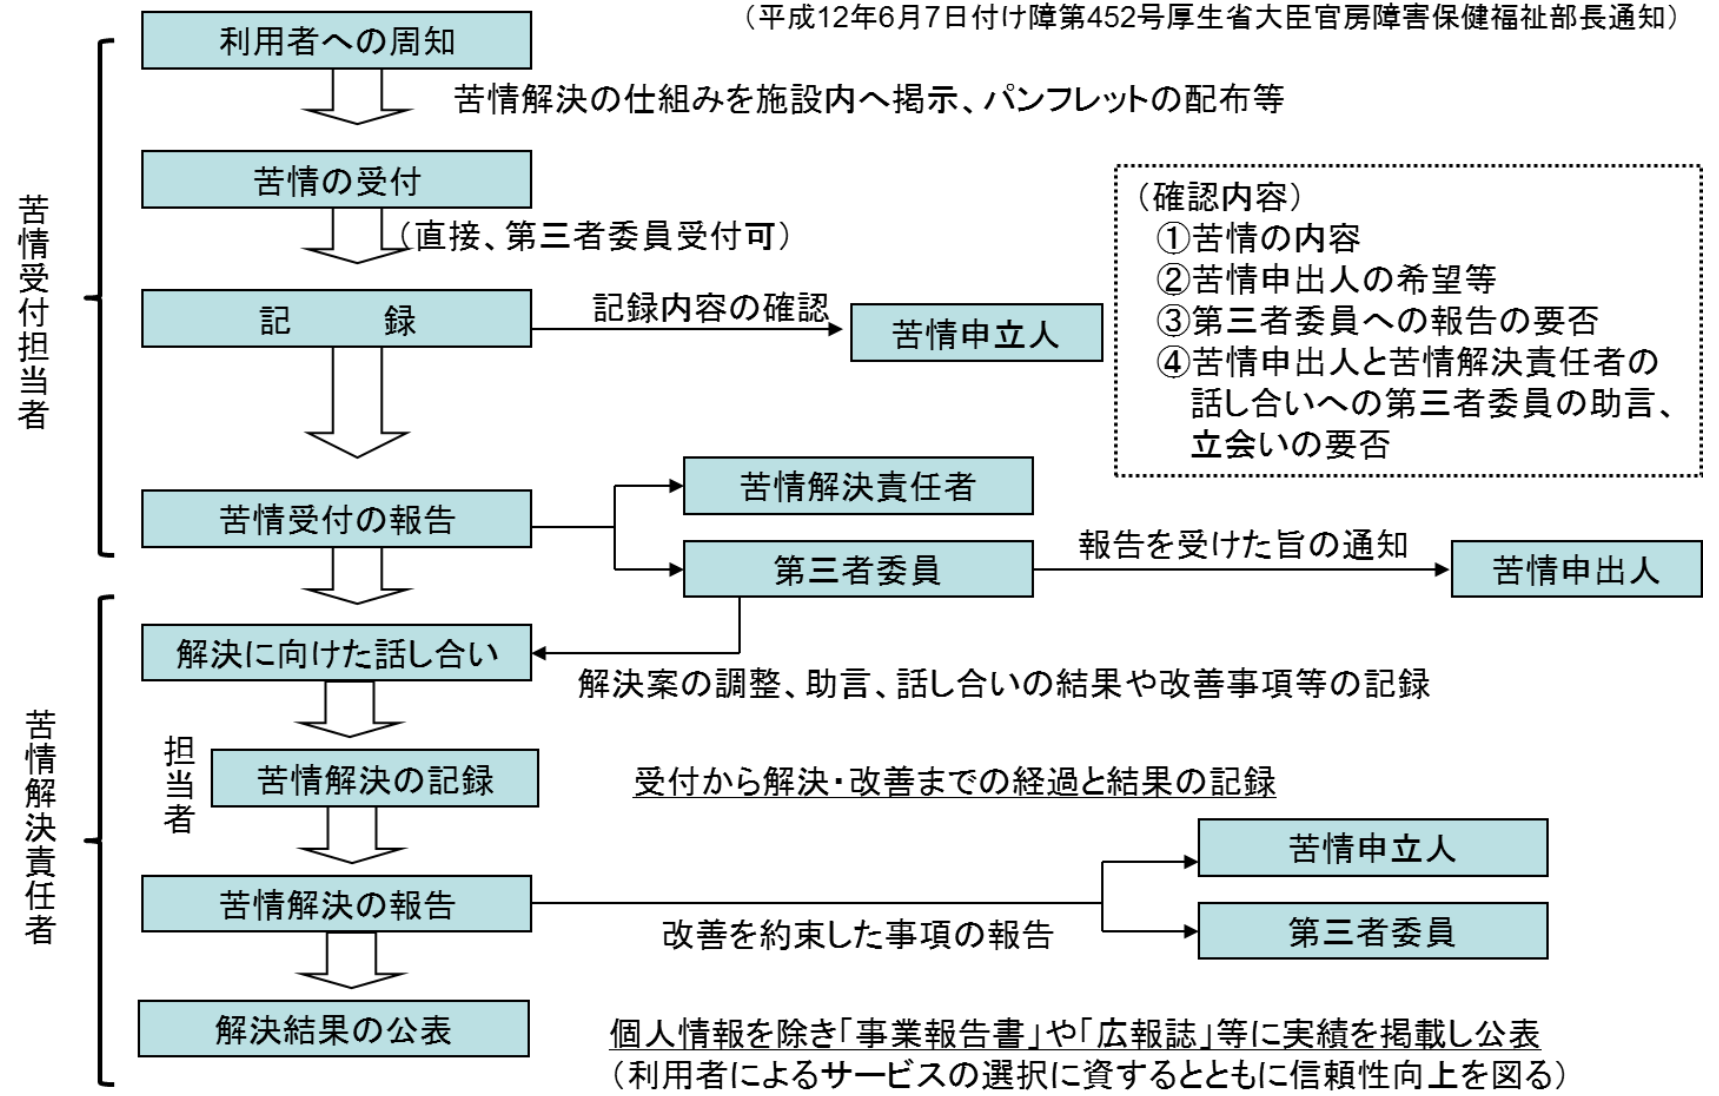 （平成12年6月7日付け障第452号厚生省大臣官房障害保健福祉部長通知）
苦情受付担当者
利用者への周知
苦情解決の仕組みを施設内へ掲示、パンフレットの配布等
苦情の受付
（直接、第三者委員受付可）
記　　　録
記録内容の確認
苦情申立人
（確認内容）
①苦情の内容
②苦情申出人の希望等
③第三者委員への報告の要否
④苦情申出人と苦情解決責任者の
話し合いへの第三者委員の助言、
立会いの要否
苦情受付の報告
苦情解決責任者
第三者委員
報告を受けた旨の通知
苦情申出人
苦情解決責任者
解決に向けた話し合い
解決案の調整、助言、話し合いの結果や改善事項等の記録
担当者
苦情解決の記録
受付から解決・改善までの経過と結果の記録
苦情解決の報告
改善を約束した事項の報告
苦情申立人
第三者委員
解決結果の公表
個人情報を除き「事業報告書」や「広報誌」等に実績を掲載し公表
（利用者によるサービスの選択に資するとともに信頼性向上を図る）